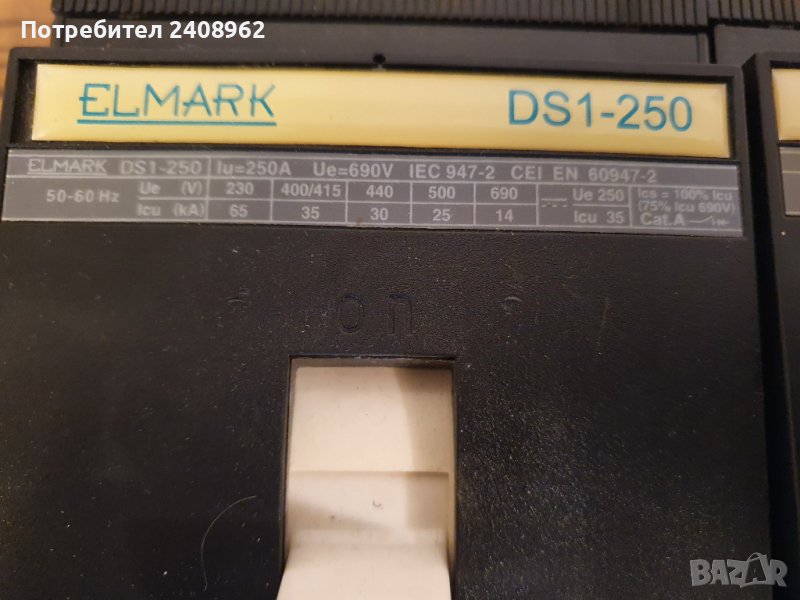 Потребител 2408962
ELMARK DS1-250
ELMARK DS1-250 Iu=250A Ue=690V IEC 947-2 CEI EN 60947-2
50-60 Hz Ue (V) 230 400/415 440 500 690 Ue 250 Ics = 100% Icu
(75% Icu 690V)
Icu (kA) 65 35 30 25 14 Icu 35 Cat.A
on
BAZAR